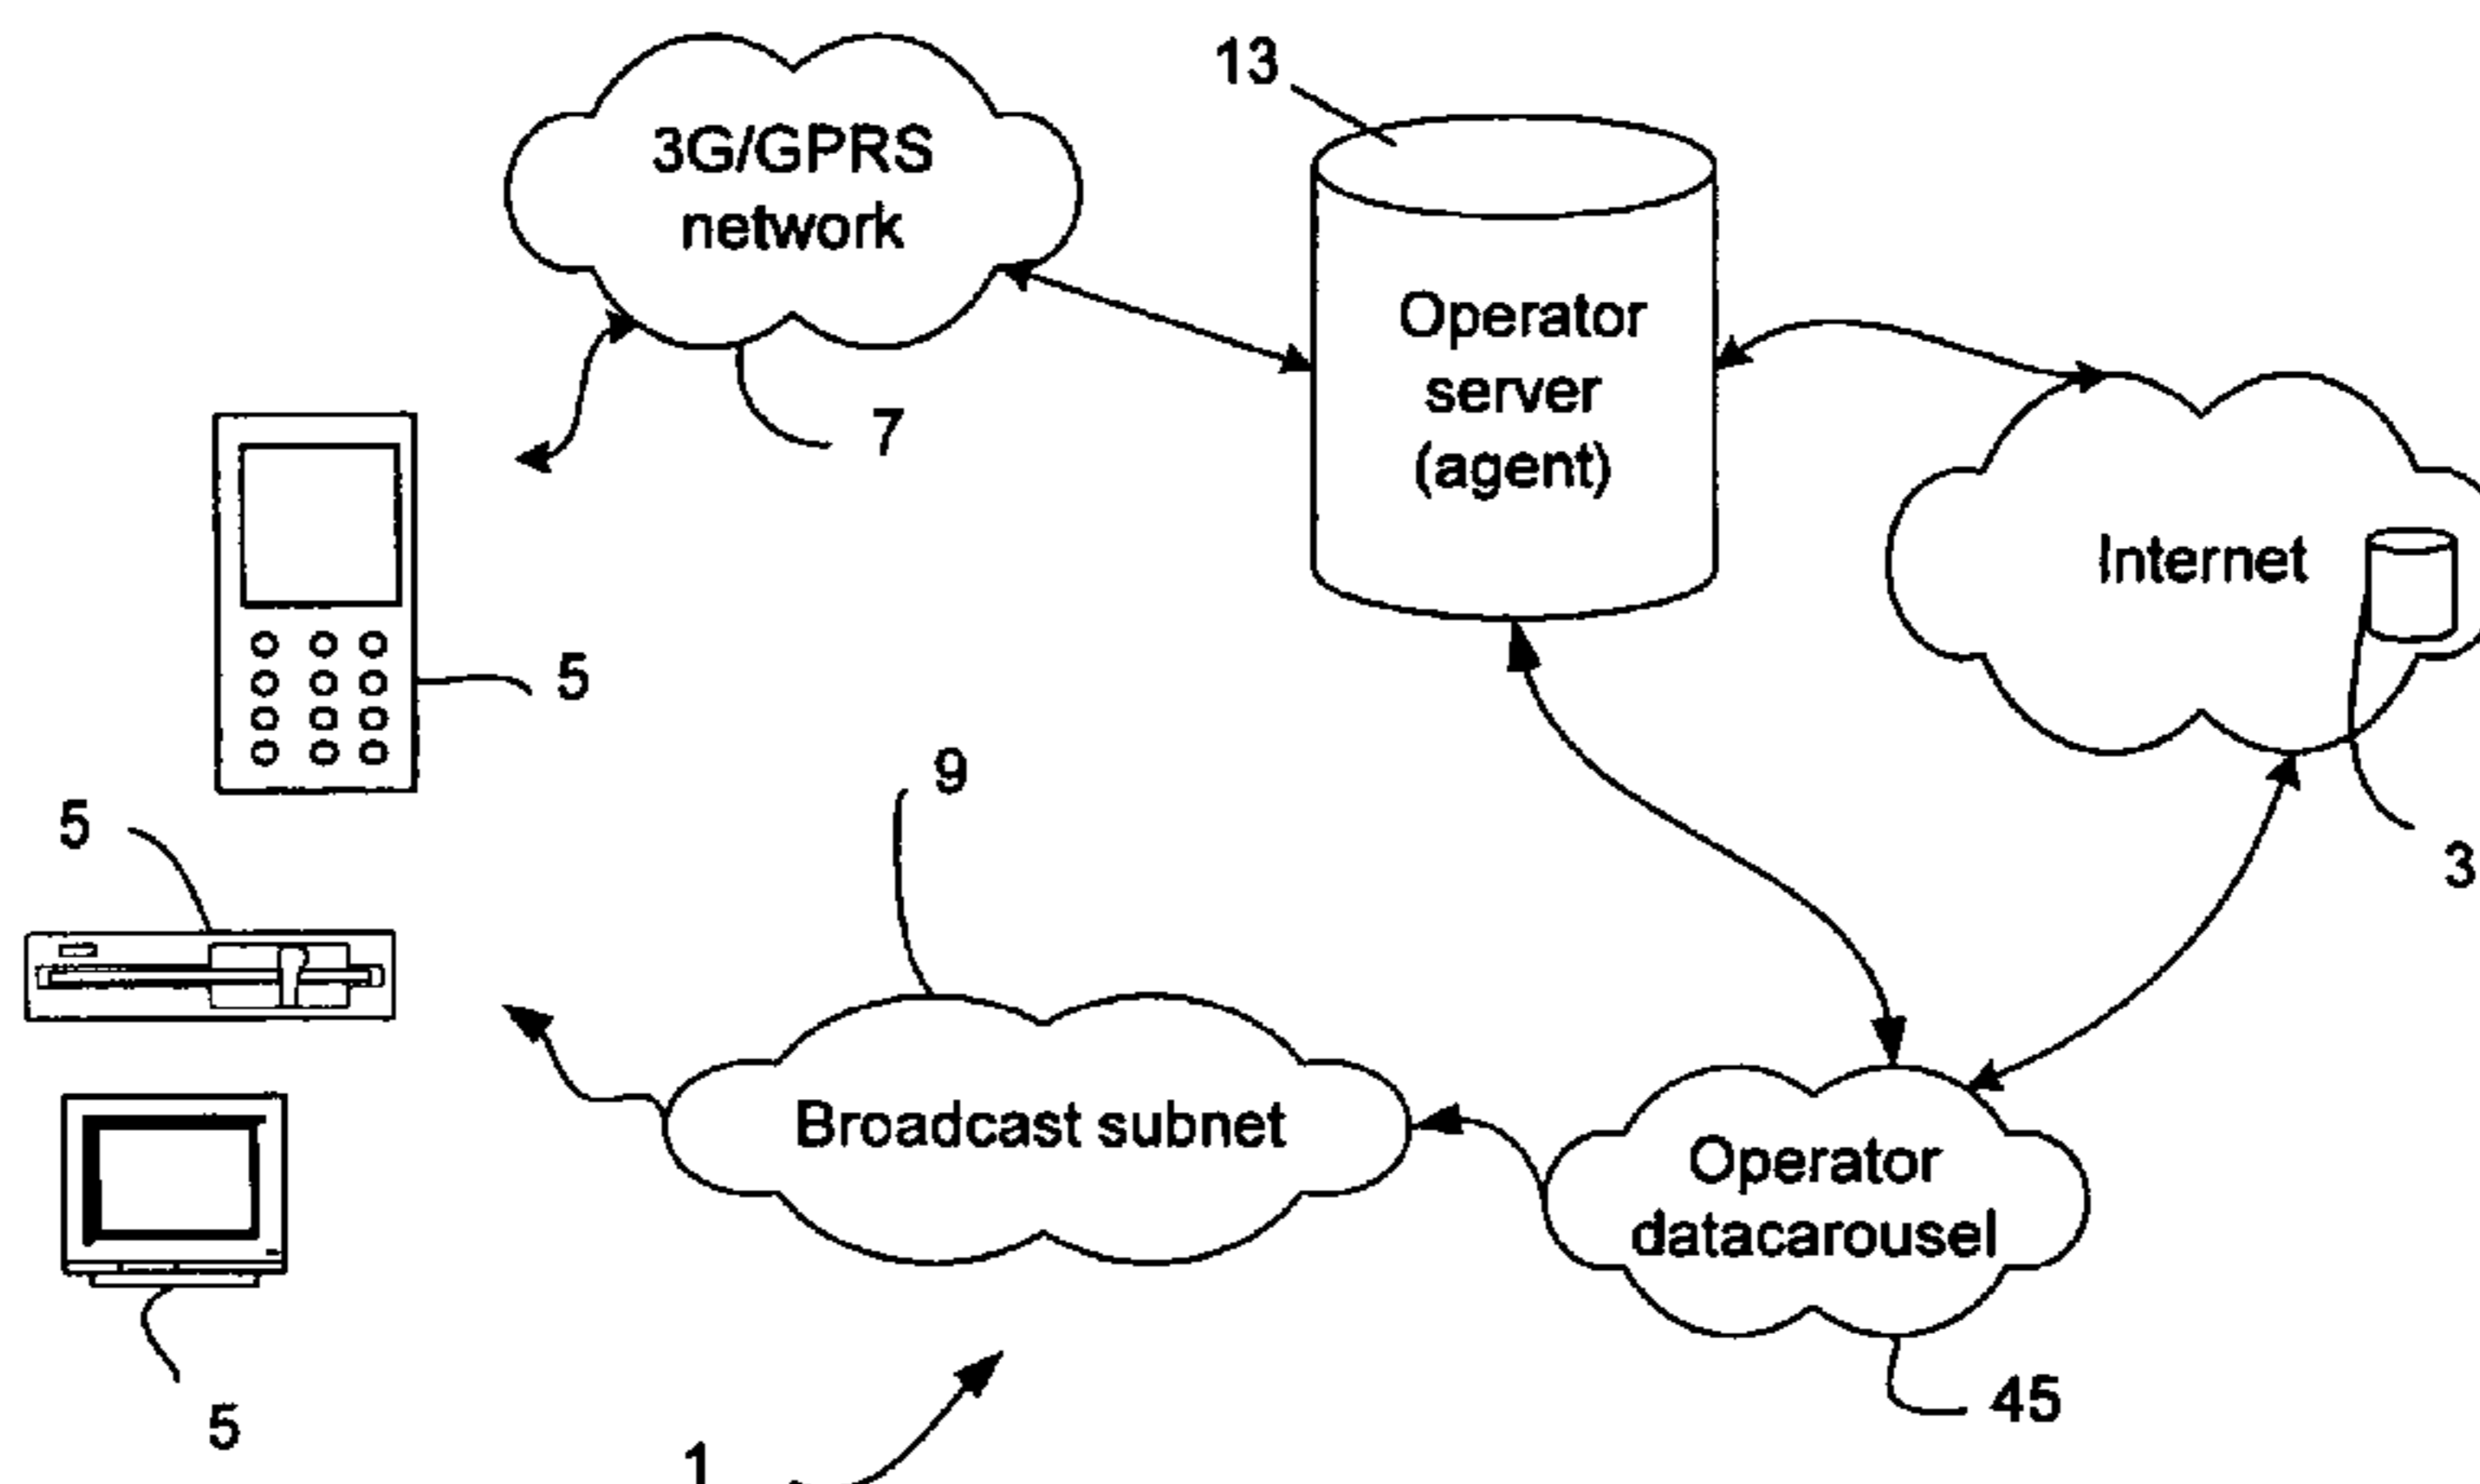 13
3G/GPRS
network
Operator
server
(agent)
7
Internet
5
9
5
3
Broadcast subnet
Operator
datacarousel
45
5
1